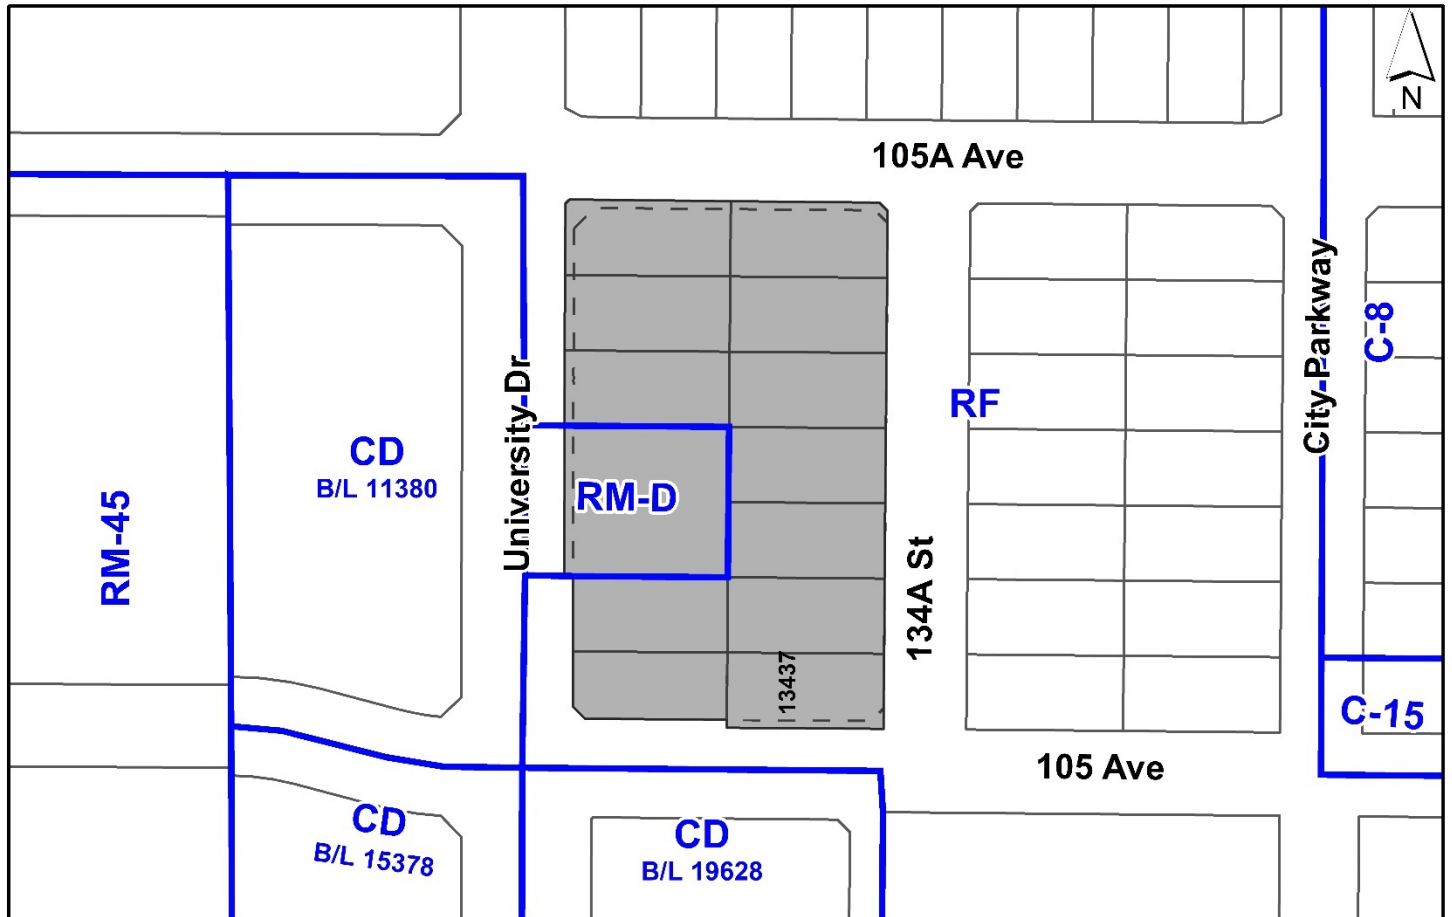 N
105A Ave
City Parkway
C-8
University Dr
RF
CD
B/L 11380
RM-D
RM-45
134A St
13437
C-15
105 Ave
CD
B/L 15378
CD
B/L 19628